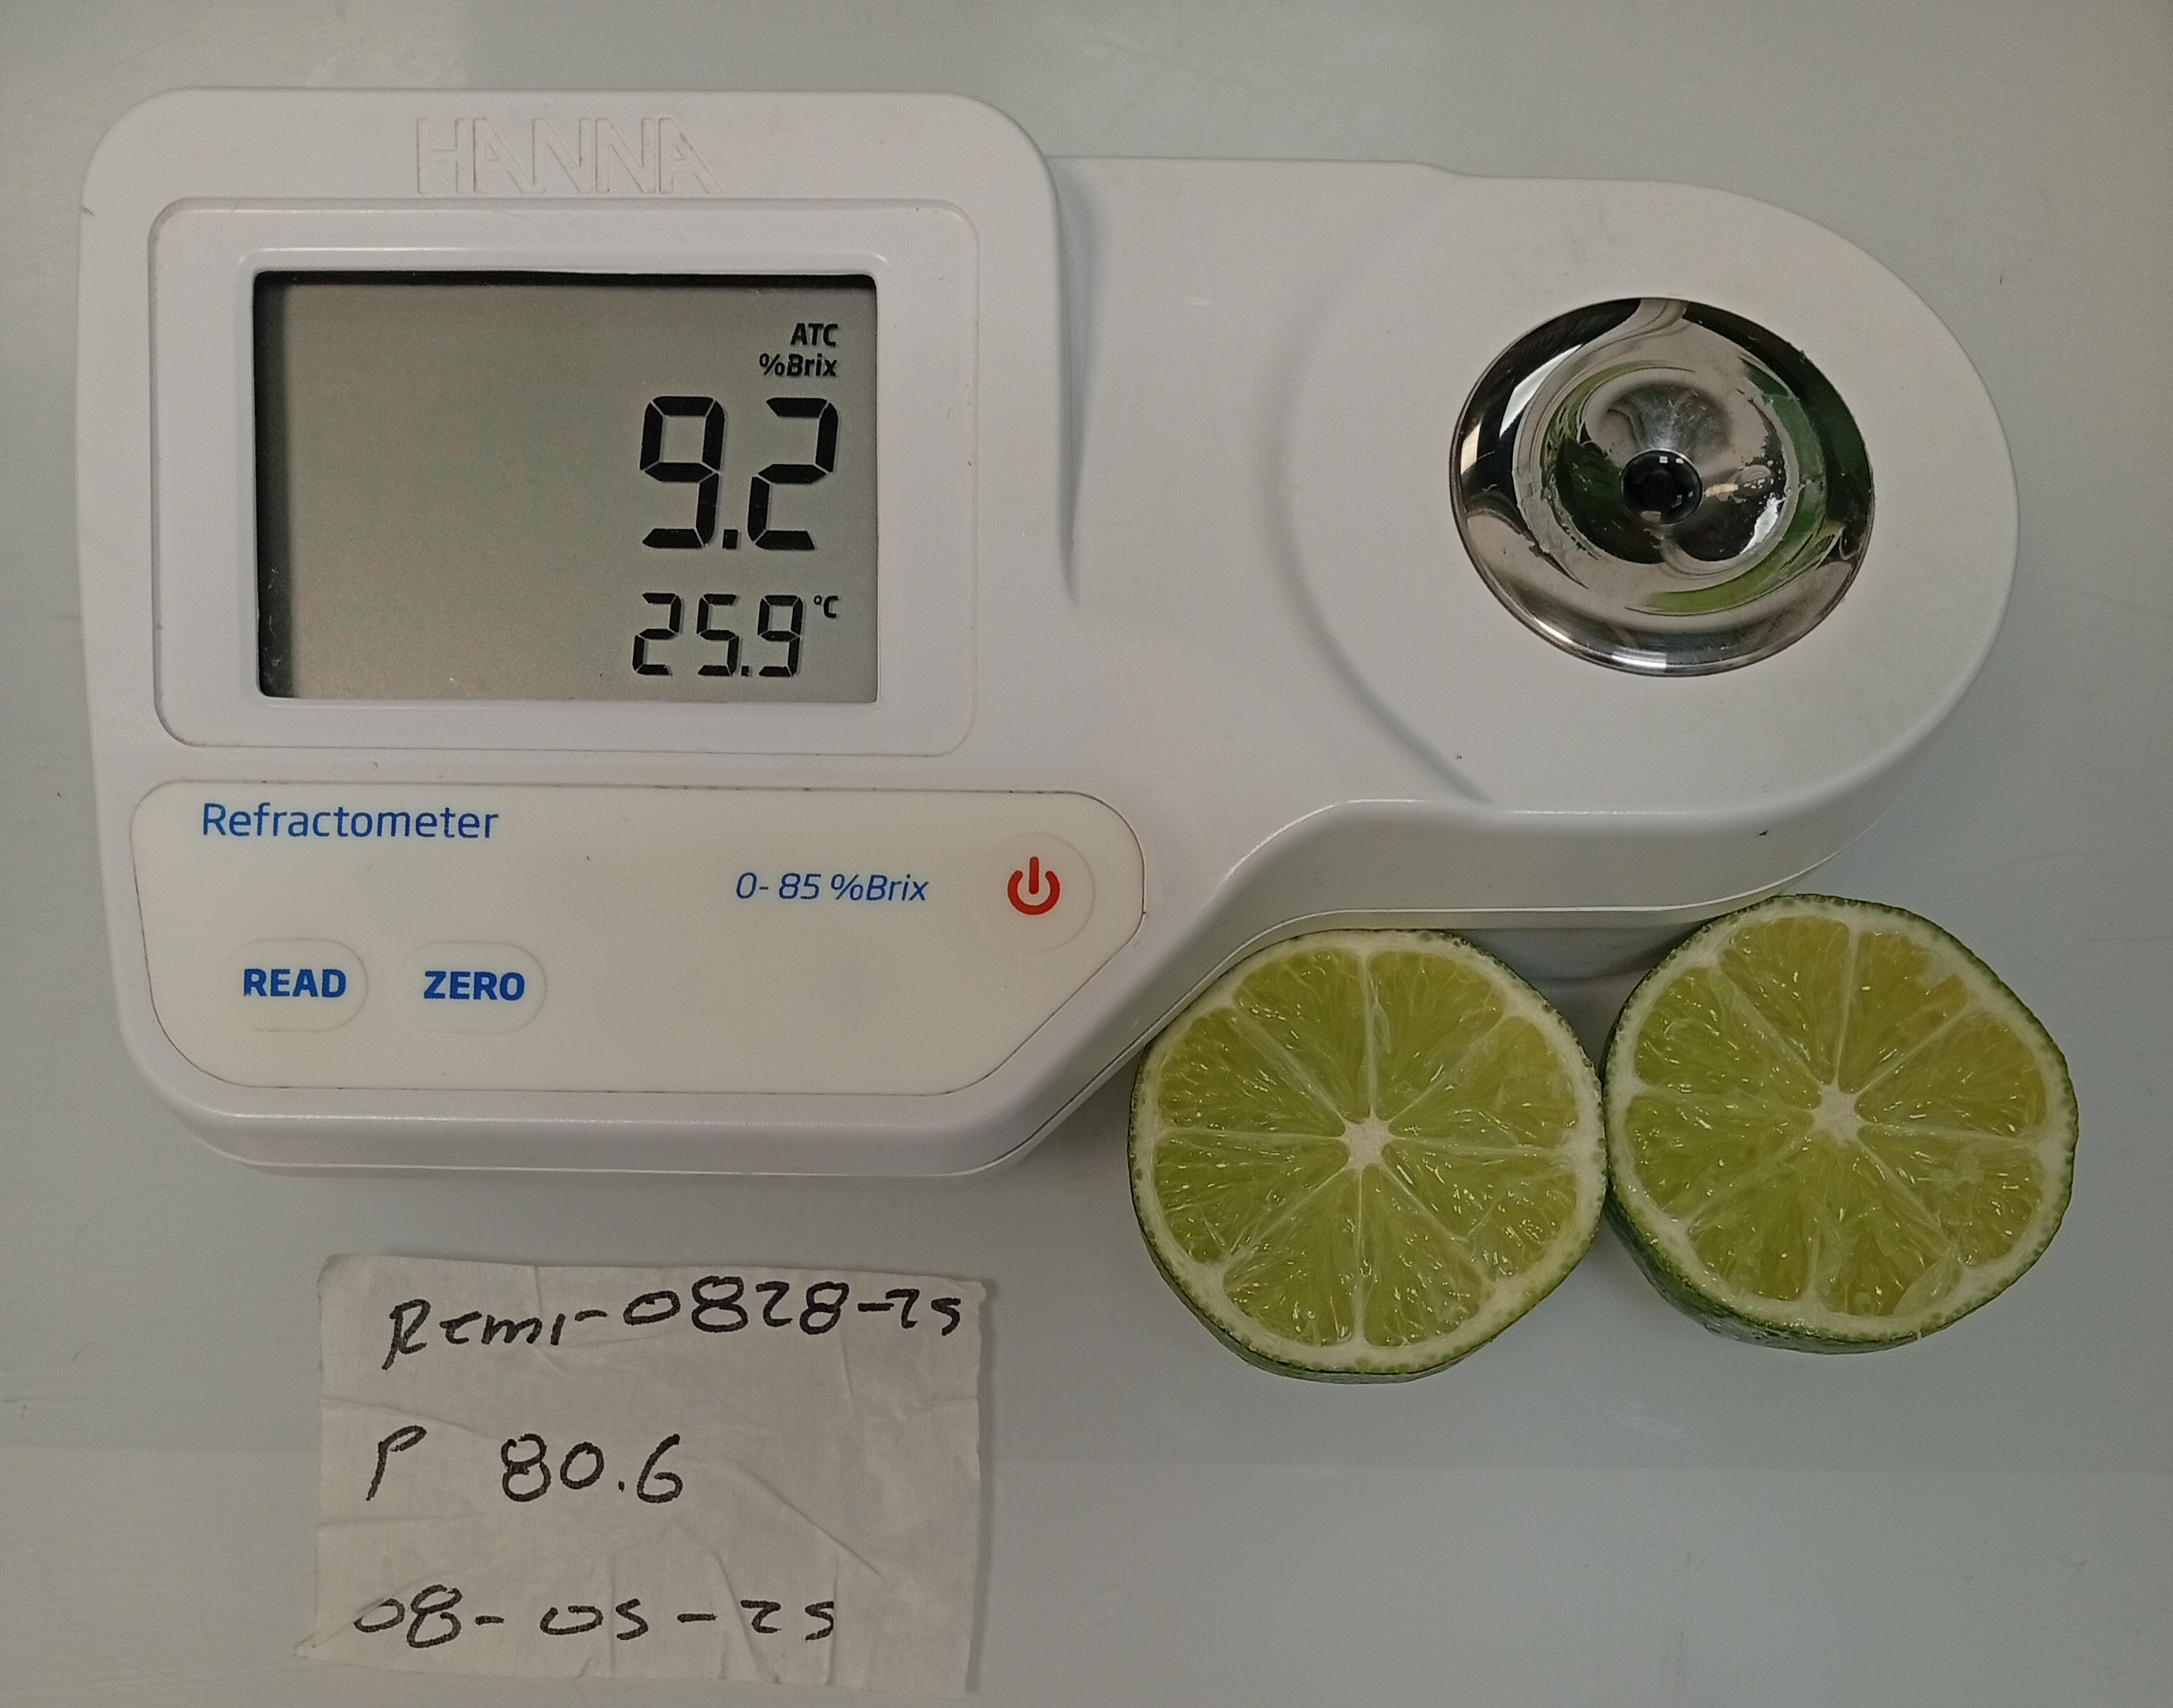 HANNA
ATC
%Brix
9.2
25.9 °C
Refractometer
0- 85 %Brix
READ ZERO
Remi-0828-25
P 80.6
08-05-25